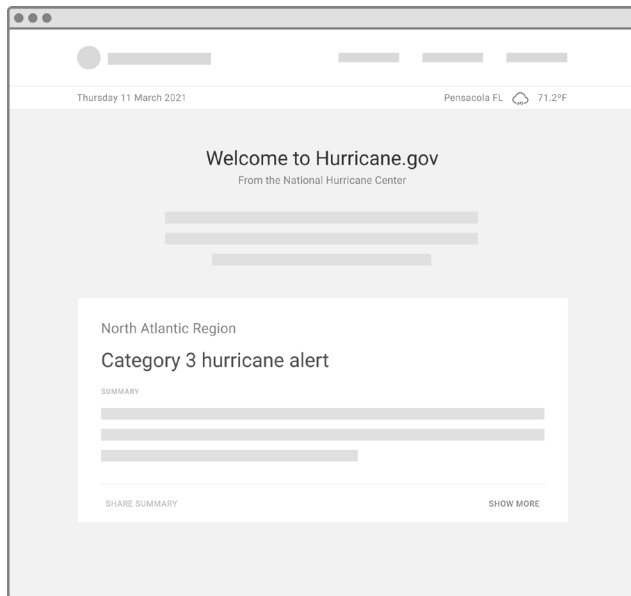 Thursday 11 March 2021
Pensacola FL 71.2ºF
Welcome to Hurricane.gov
From the National Hurricane Center
North Atlantic Region
Category 3 hurricane alert
SUMMARY
SHARE SUMMARY
SHOW MORE